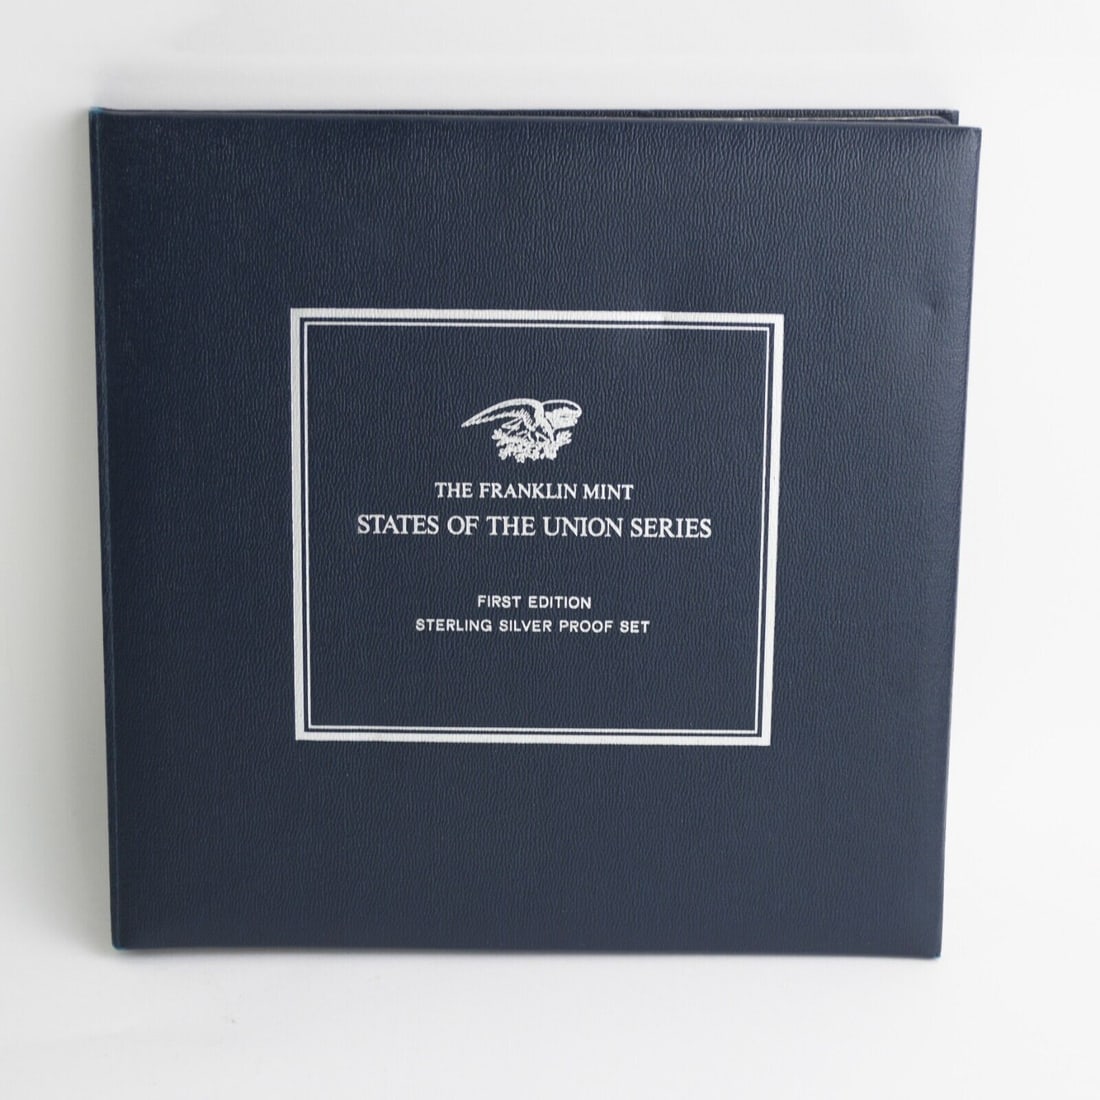 THE FRANKLIN MINT
STATES OF THE UNION SERIES
FIRST EDITION
STERLING SILVER PROOF SET